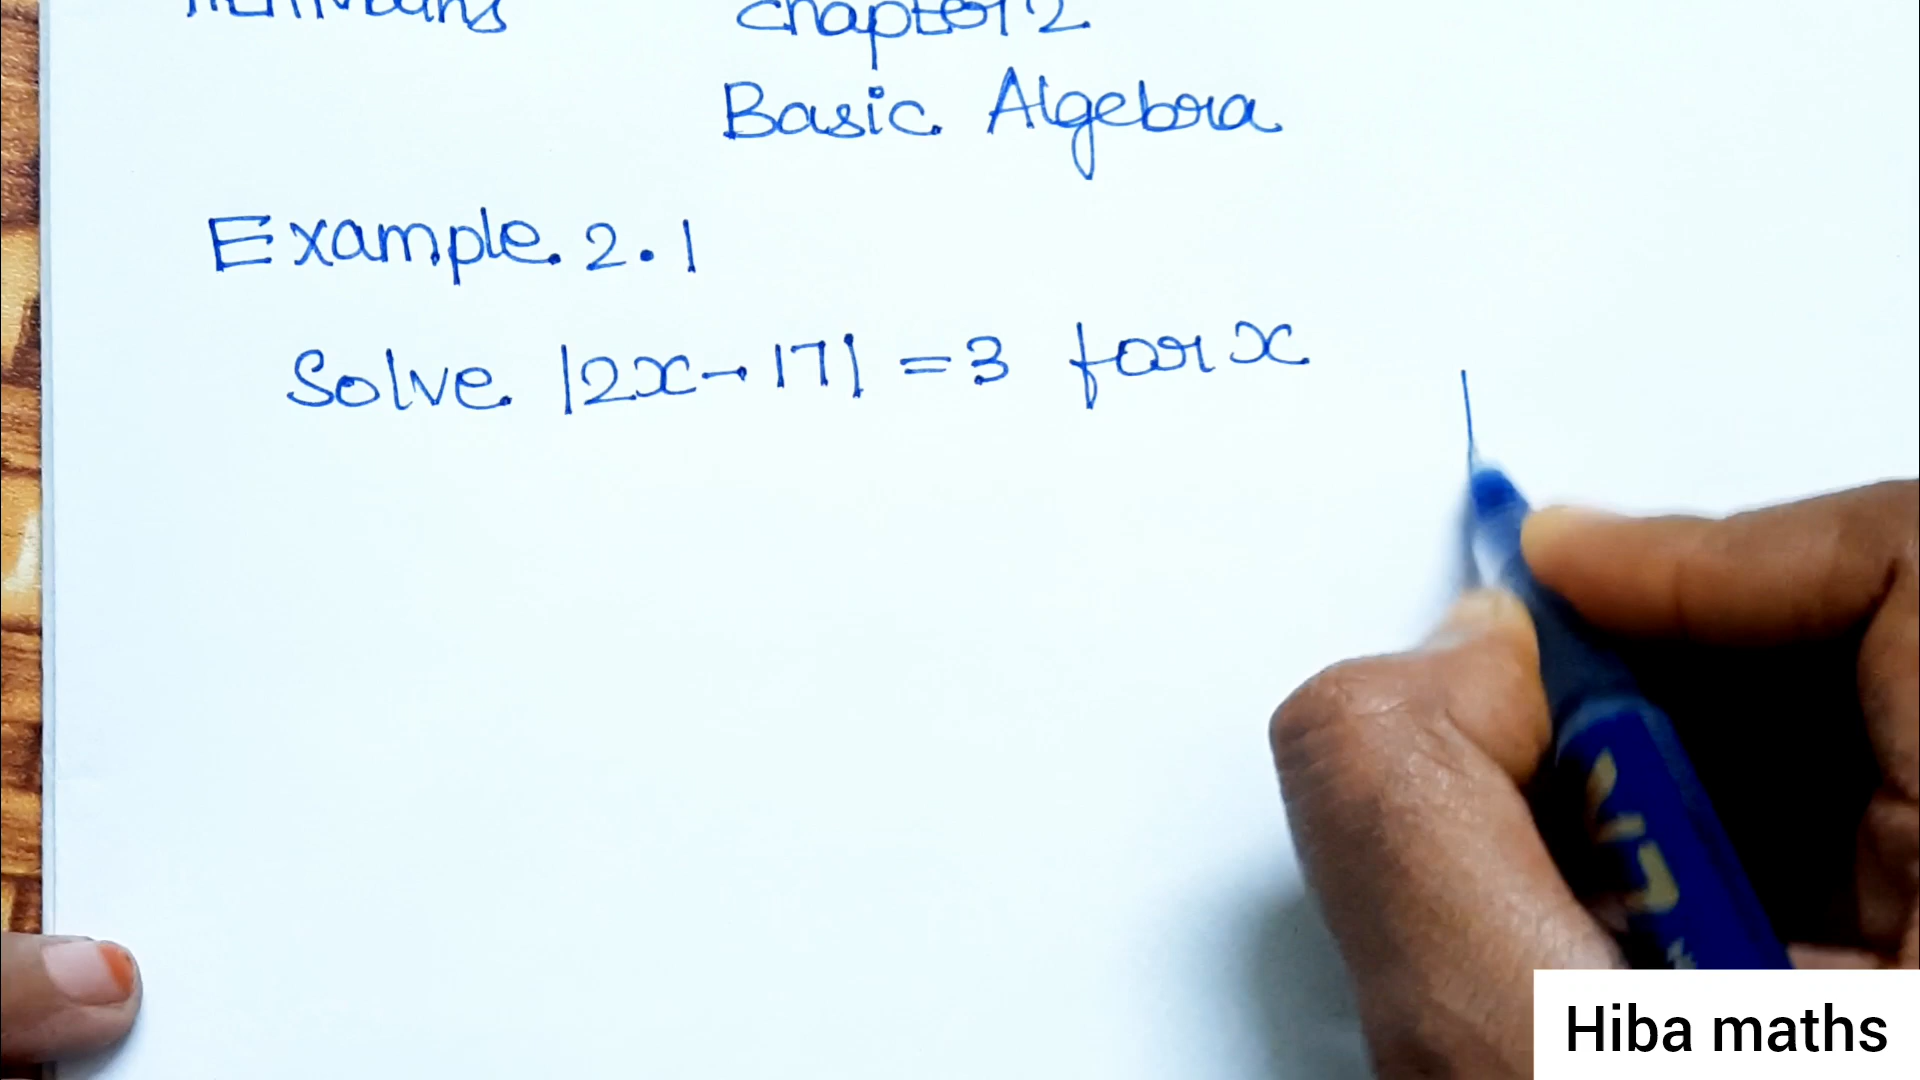 Chapter 2
Basic Algebra
Example 2.1
Solve |2x-17| = 3 for x
Hiba maths